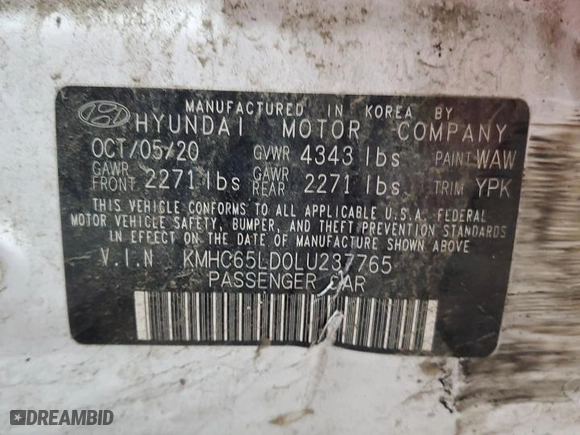 MANUFACTURED IN KOREA BY
HYUNDAI MOTOR COMPANY
OCT/05/20 GVWR 4343 lbs PAINT WAW
GAWR FRONT 2271 lbs GAWR REAR 2271 lbs TRIM YPK
THIS VEHICLE CONFORMS TO ALL APPLICABLE U.S.A. FEDERAL
MOTOR VEHICLE SAFETY, BUMPER, AND THEFT PREVENTION STANDARDS
IN EFFECT ON THE DATE OF MANUFACTURE SHOWN ABOVE
V.I.N KMHC65LD0LU237765
PASSENGER CAR
DREAMBID